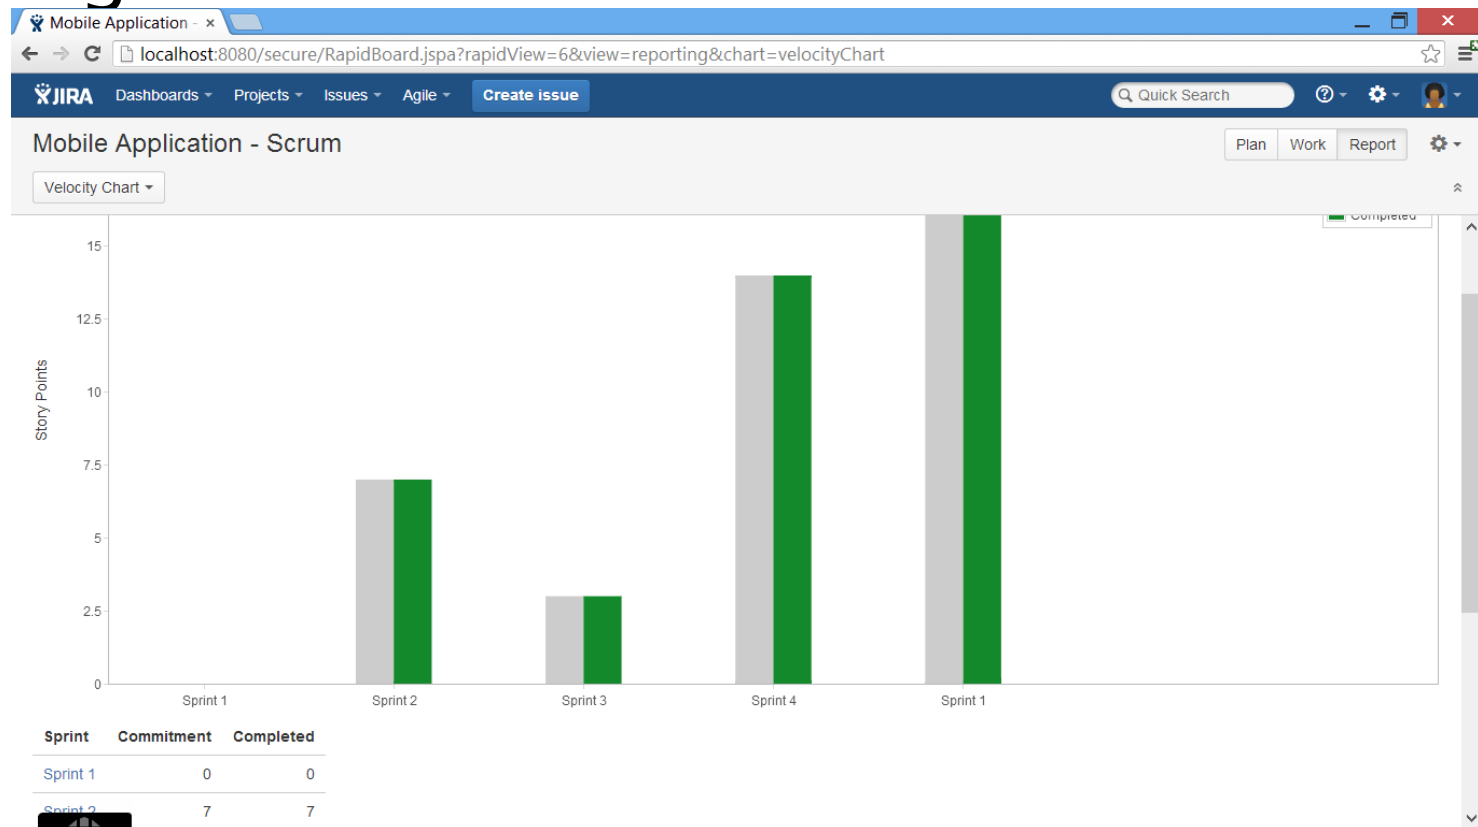 Mobile Application - ×
localhost:8080/secure/RapidBoard.jspa?rapidView=6&view=reporting&chart=velocityChart
JIRA Dashboards Projects Issues Agile Create issue Quick Search
Mobile Application - Scrum
Plan Work Report
Velocity Chart
Completed
15
12.5
10
7.5
5
2.5
0
Story Points
Sprint 1 Sprint 2 Sprint 3 Sprint 4 Sprint 1
Sprint Commitment Completed
Sprint 1 0 0
Sprint 2 7 7